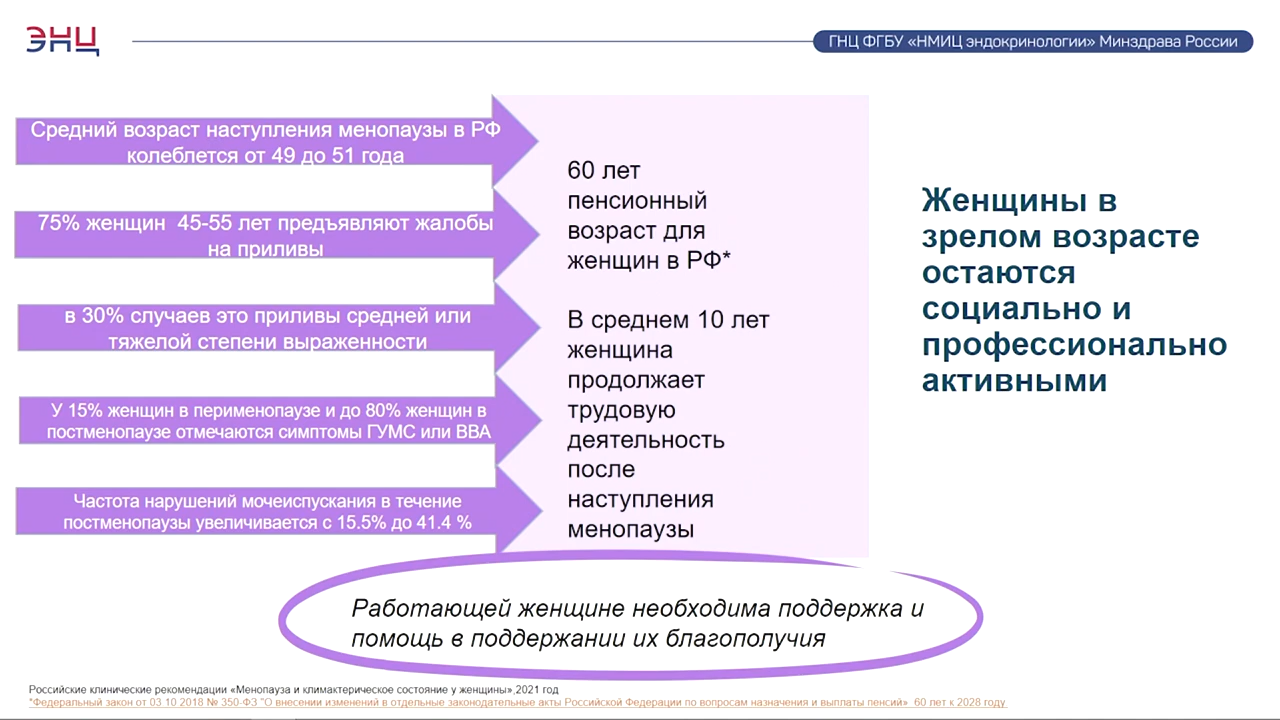 ЭНЦ
ГНЦ ФГБУ «НМИЦ эндокринологии» Минздрава России
Средний возраст наступления менопаузы в РФ
колеблется от 49 до 51 года
75% женщин 45-55 лет предъявляют жалобы
на приливы
в 30% случаев это приливы средней или
тяжелой степени выраженности
У 15% женщин в перименопаузе и до 80% женщин в
постменопаузе отмечаются симптомы ГУМС или ВВА
Частота нарушений мочеиспускания в течение
постменопаузы увеличивается с 15.5% до 41.4 %
60 лет
пенсионный
возраст для
женщин в РФ*
В среднем 10 лет
женщина
продолжает
трудовую
деятельность
после
наступления
менопаузы
Женщины в
зрелом возрасте
остаются
социально и
профессионально
активными
Работающей женщине необходима поддержка и
помощь в поддержании их благополучия
Российские клинические рекомендации «Менопауза и климактерическое состояние у женщины»,2021 год
*Федеральный закон от 03.10.2018 № 350-ФЗ "О внесении изменений в отдельные законодательные акты Российской Федерации по вопросам назначения и выплаты пенсий» 60 лет к 2028 году